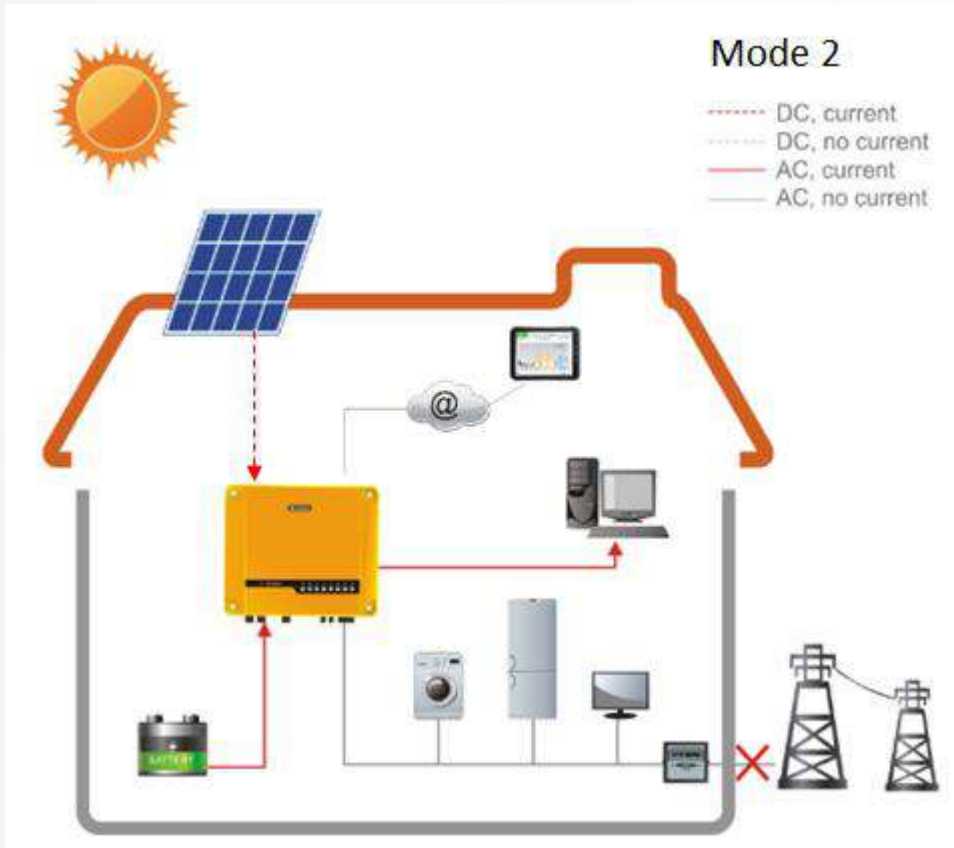 Mode 2
DC, current
DC, no current
AC, current
AC, no current
@
BATTERY